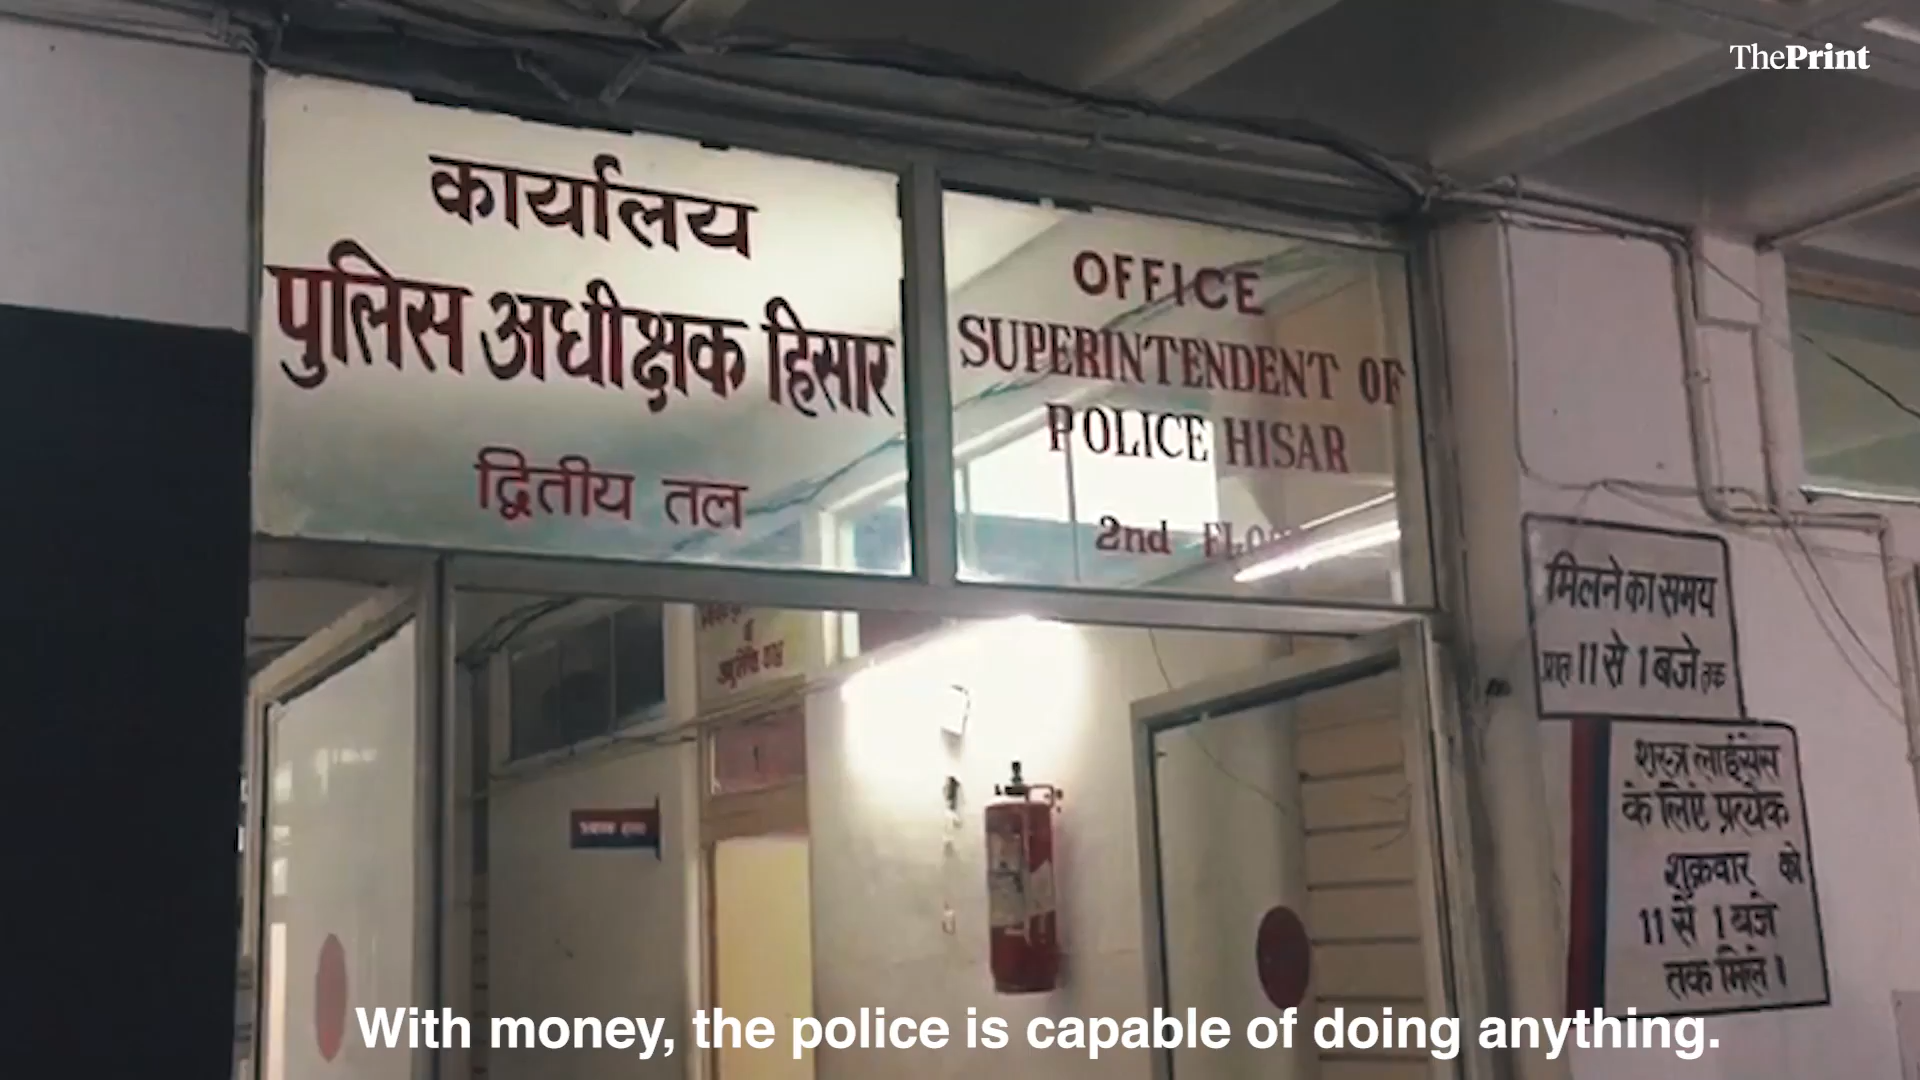 ThePrint
कार्यालय
पुलिस अधीक्षक हिसार
द्वितीय तल
OFFICE
SUPERINTENDENT OF
POLICE HISAR
2nd FLO
मिलने का समय
प्रातः 11 से 1 बजे तक
शस्त्र लाईसेंस
के लिए प्रत्येक
शुक्रवार को
11 से 1 बजे
तक मिले।
With money, the police is capable of doing anything.